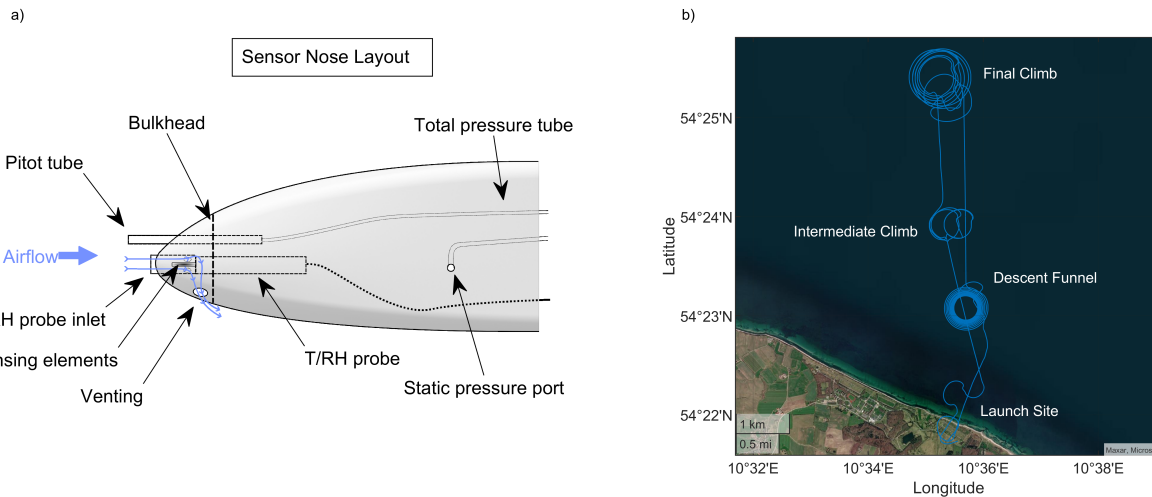 a)
b)
Sensor Nose Layout
Bulkhead
Total pressure tube
Pitot tube
Airflow
H probe inlet
nsing elements
T/RH probe
Venting
Static pressure port
Final Climb
54°25'N
54°24'N
Intermediate Climb
Latitude
Descent Funnel
54°23'N
Launch Site
54°22'N
1 km
0.5 mi
Maxar, Micros
10°32'E
10°34'E
10°36'E
10°38'E
Longitude